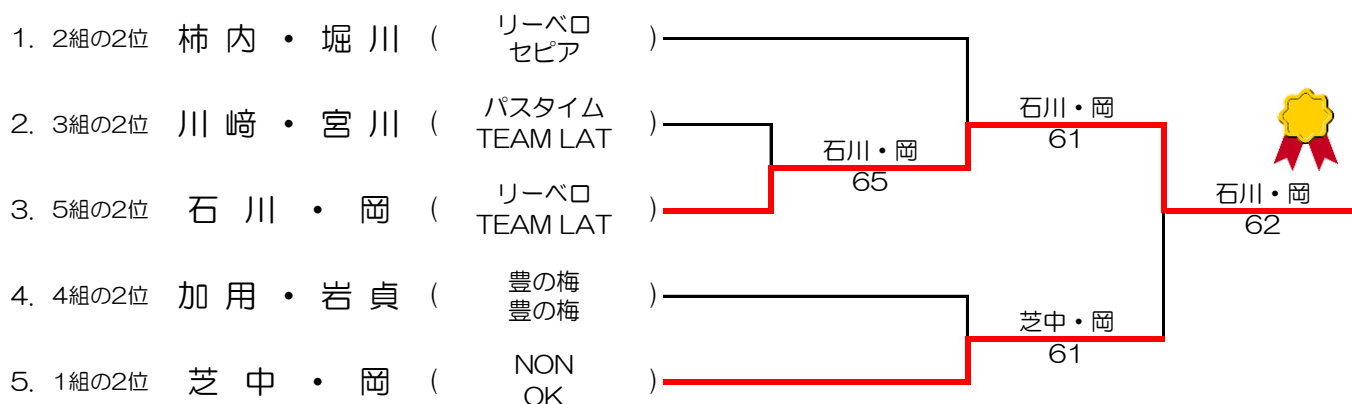 1. 2組の2位 柿内・堀川 ( リーベロ
セピア )
2. 3組の2位 川﨑・宮川 ( パスタイム
TEAM LAT )
3. 5組の2位 石川・岡 ( リーベロ
TEAM LAT )
4. 4組の2位 加用・岩貞 ( 豊の梅
豊の梅 )
5. 1組の2位 芝中・岡 ( NON
OK )
石川・岡
65
石川・岡
61
芝中・岡
61
石川・岡
62